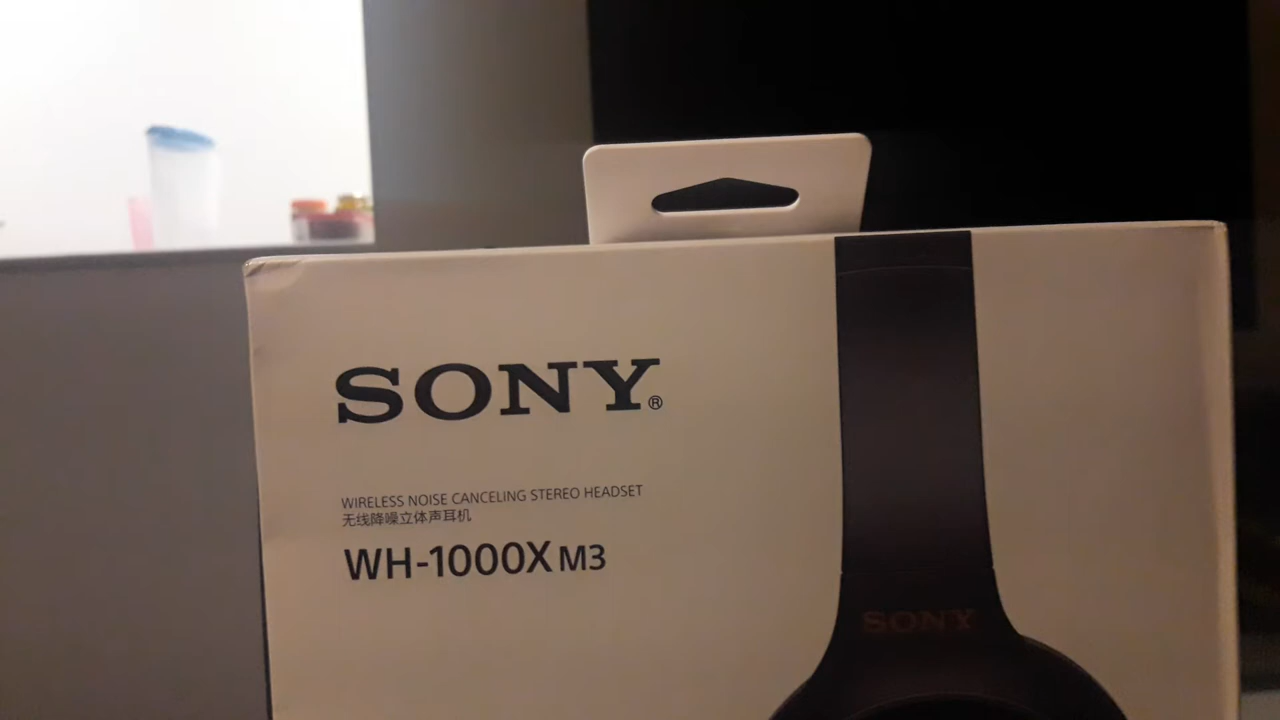 SONY®
WIRELESS NOISE CANCELING STEREO HEADSET
无线降噪立体声耳机
WH-1000XM3
SONY